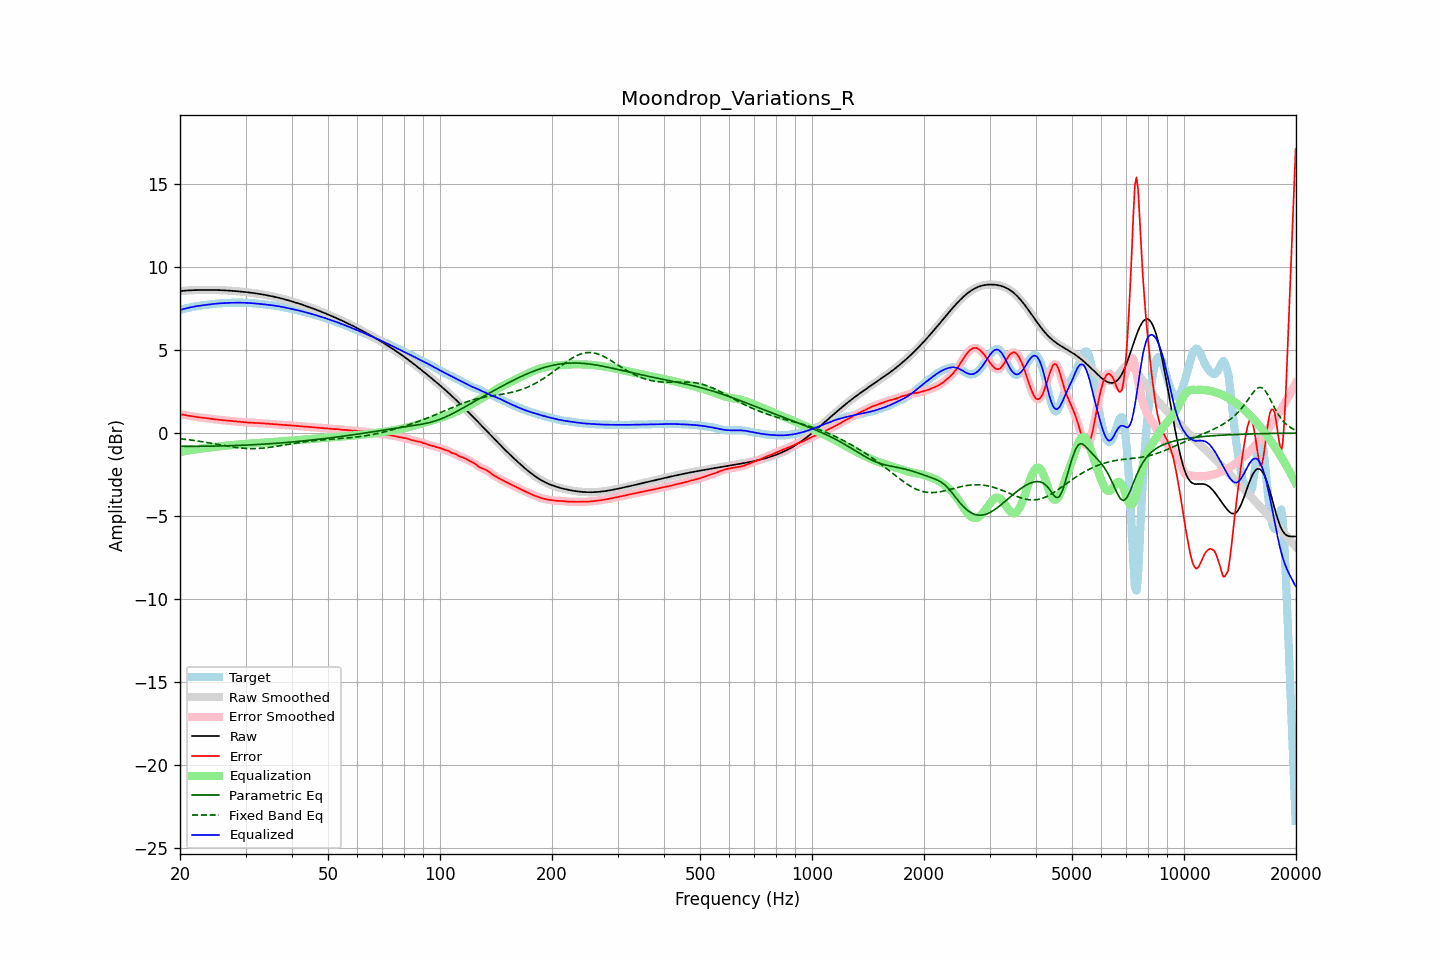 Moondrop_Variations_R
Amplitude (dBr)
15
10
5
0
−5
−10
−15
−20
−25
Target
Raw Smoothed
Error Smoothed
Raw
Error
Equalization
Parametric Eq
Fixed Band Eq
Equalized
20 50 100 200 500 1000 2000 5000 10000 20000
Frequency (Hz)